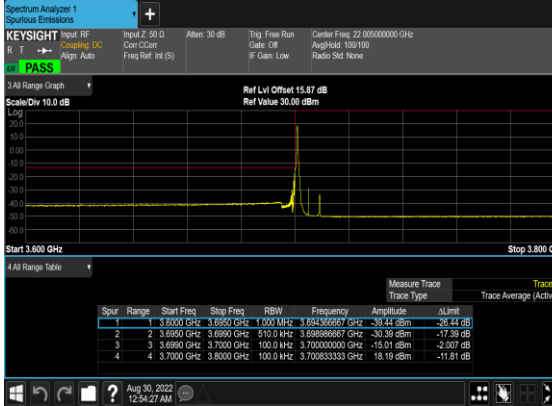 Spectrum Analyzer 1
Spurious Emissions
+
KEYSIGHT Input: RF Input Z: 50 Ω Atten: 30 dB Trig: Free Run Center Freq: 22.005000000 GHz
R T Coupling: DC Corr CCorr Gate: Off Avg|Hold: 100/100
Align: Auto Freq Ref: Int (S) IF Gain: Low Radio Std: None
LXI PASS
3 All Range Graph
Ref Lvl Offset 15.87 dB
Scale/Div 10.0 dB Ref Value 30.00 dBm
Log
20.0
10.0
0.00
-10.0
-20.0
-30.0
-40.0
-50.0
-60.0
Start 3.600 GHz Stop 3.800 G
4 All Range Table
Measure Trace Trace
Trace Type Trace Average (Activ
Spur Range Start Freq Stop Freq RBW Frequency Amplitude ΔLimit
1 1 3.6000 GHz 3.6950 GHz 1.000 MHz 3.694366667 GHz -39.44 dBm -26.44 dB
2 2 3.6950 GHz 3.6990 GHz 510.0 kHz 3.698986667 GHz -30.39 dBm -17.39 dB
3 3 3.6990 GHz 3.7000 GHz 100.0 kHz 3.700000000 GHz -15.01 dBm -2.007 dB
4 4 3.7000 GHz 3.8000 GHz 100.0 kHz 3.700833333 GHz 18.19 dBm -11.81 dB
? Aug 30, 2022
12:54:27 AM